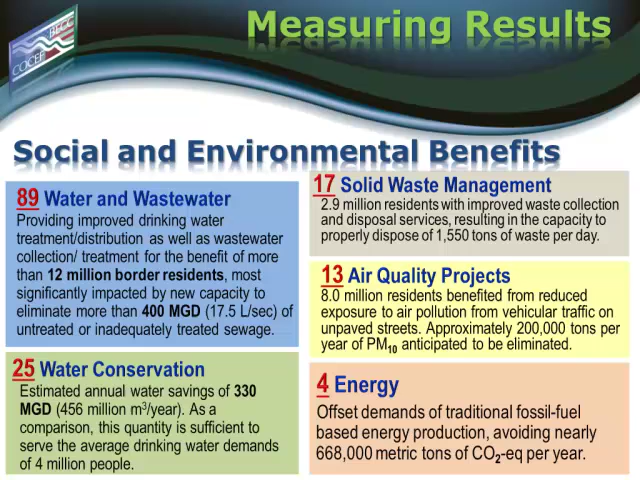 Measuring Results
BECC
COCEF
Social and Environmental Benefits
89 Water and Wastewater
Providing improved drinking water
treatment/distribution as well as wastewater
collection/ treatment for the benefit of more
than 12 million border residents, most
significantly impacted by new capacity to
eliminate more than 400 MGD (17.5 L/sec) of
untreated or inadequately treated sewage.
25 Water Conservation
Estimated annual water savings of 330
MGD (456 million m³/year). As a
comparison, this quantity is sufficient to
serve the average drinking water demands
of 4 million people.
17 Solid Waste Management
2.9 million residents with improved waste collection
and disposal services, resulting in the capacity to
properly dispose of 1,550 tons of waste per day.
13 Air Quality Projects
8.0 million residents benefited from reduced
exposure to air pollution from vehicular traffic on
unpaved streets. Approximately 200,000 tons per
year of PM₁₀ anticipated to be eliminated.
4 Energy
Offset demands of traditional fossil-fuel
based energy production, avoiding nearly
668,000 metric tons of CO₂-eq per year.